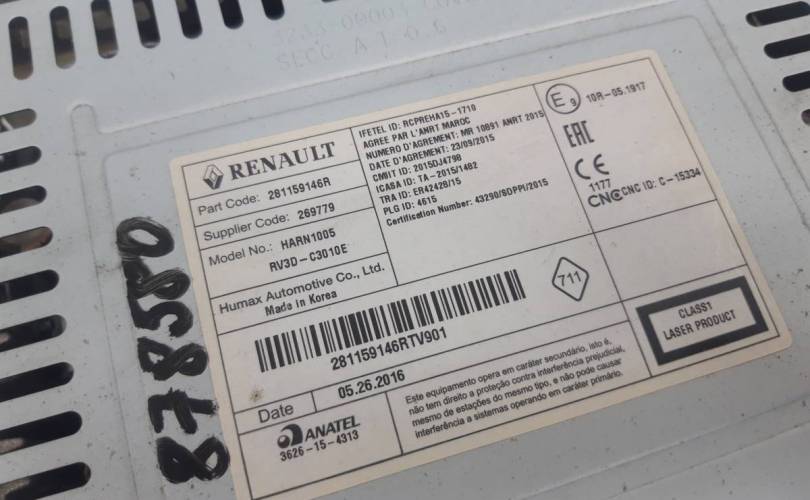 SECC A 1 0.6
RENAULT
Part Code: 281159146R
Supplier Code: 269779
Model No.: HARN1005
RV3D-C3010E
Humax Automotive Co., Ltd.
Made in Korea
IFETEL ID: RCPREHA15-1710
AGREE PAR L'ANRT MAROC
NUMERO D'AGREMENT: MR 10891 ANRT 2015
DATE D'AGREMENT: 23/09/2015
CMIIT ID: 2015DJ4798
ICASA ID: TA-2015/1482
TRA ID: ER42428/15
PLG ID: 4615
Certification Number: 43290/SDPPI/2015
E9
10R-05.1917
EAC
CE
1177
CNC CNC ID: C-15334
711
281159146RTV901
CLASS1
LASER PRODUCT
Date
05.26.2016
ANATEL
3626-15-4313
Este equipamento opera em caráter secundário, isto é,
não tem direito a proteção contra interferência prejudicial,
mesmo de estações do mesmo tipo, e não pode causar
interferência a sistemas operando em caráter primário.
878580